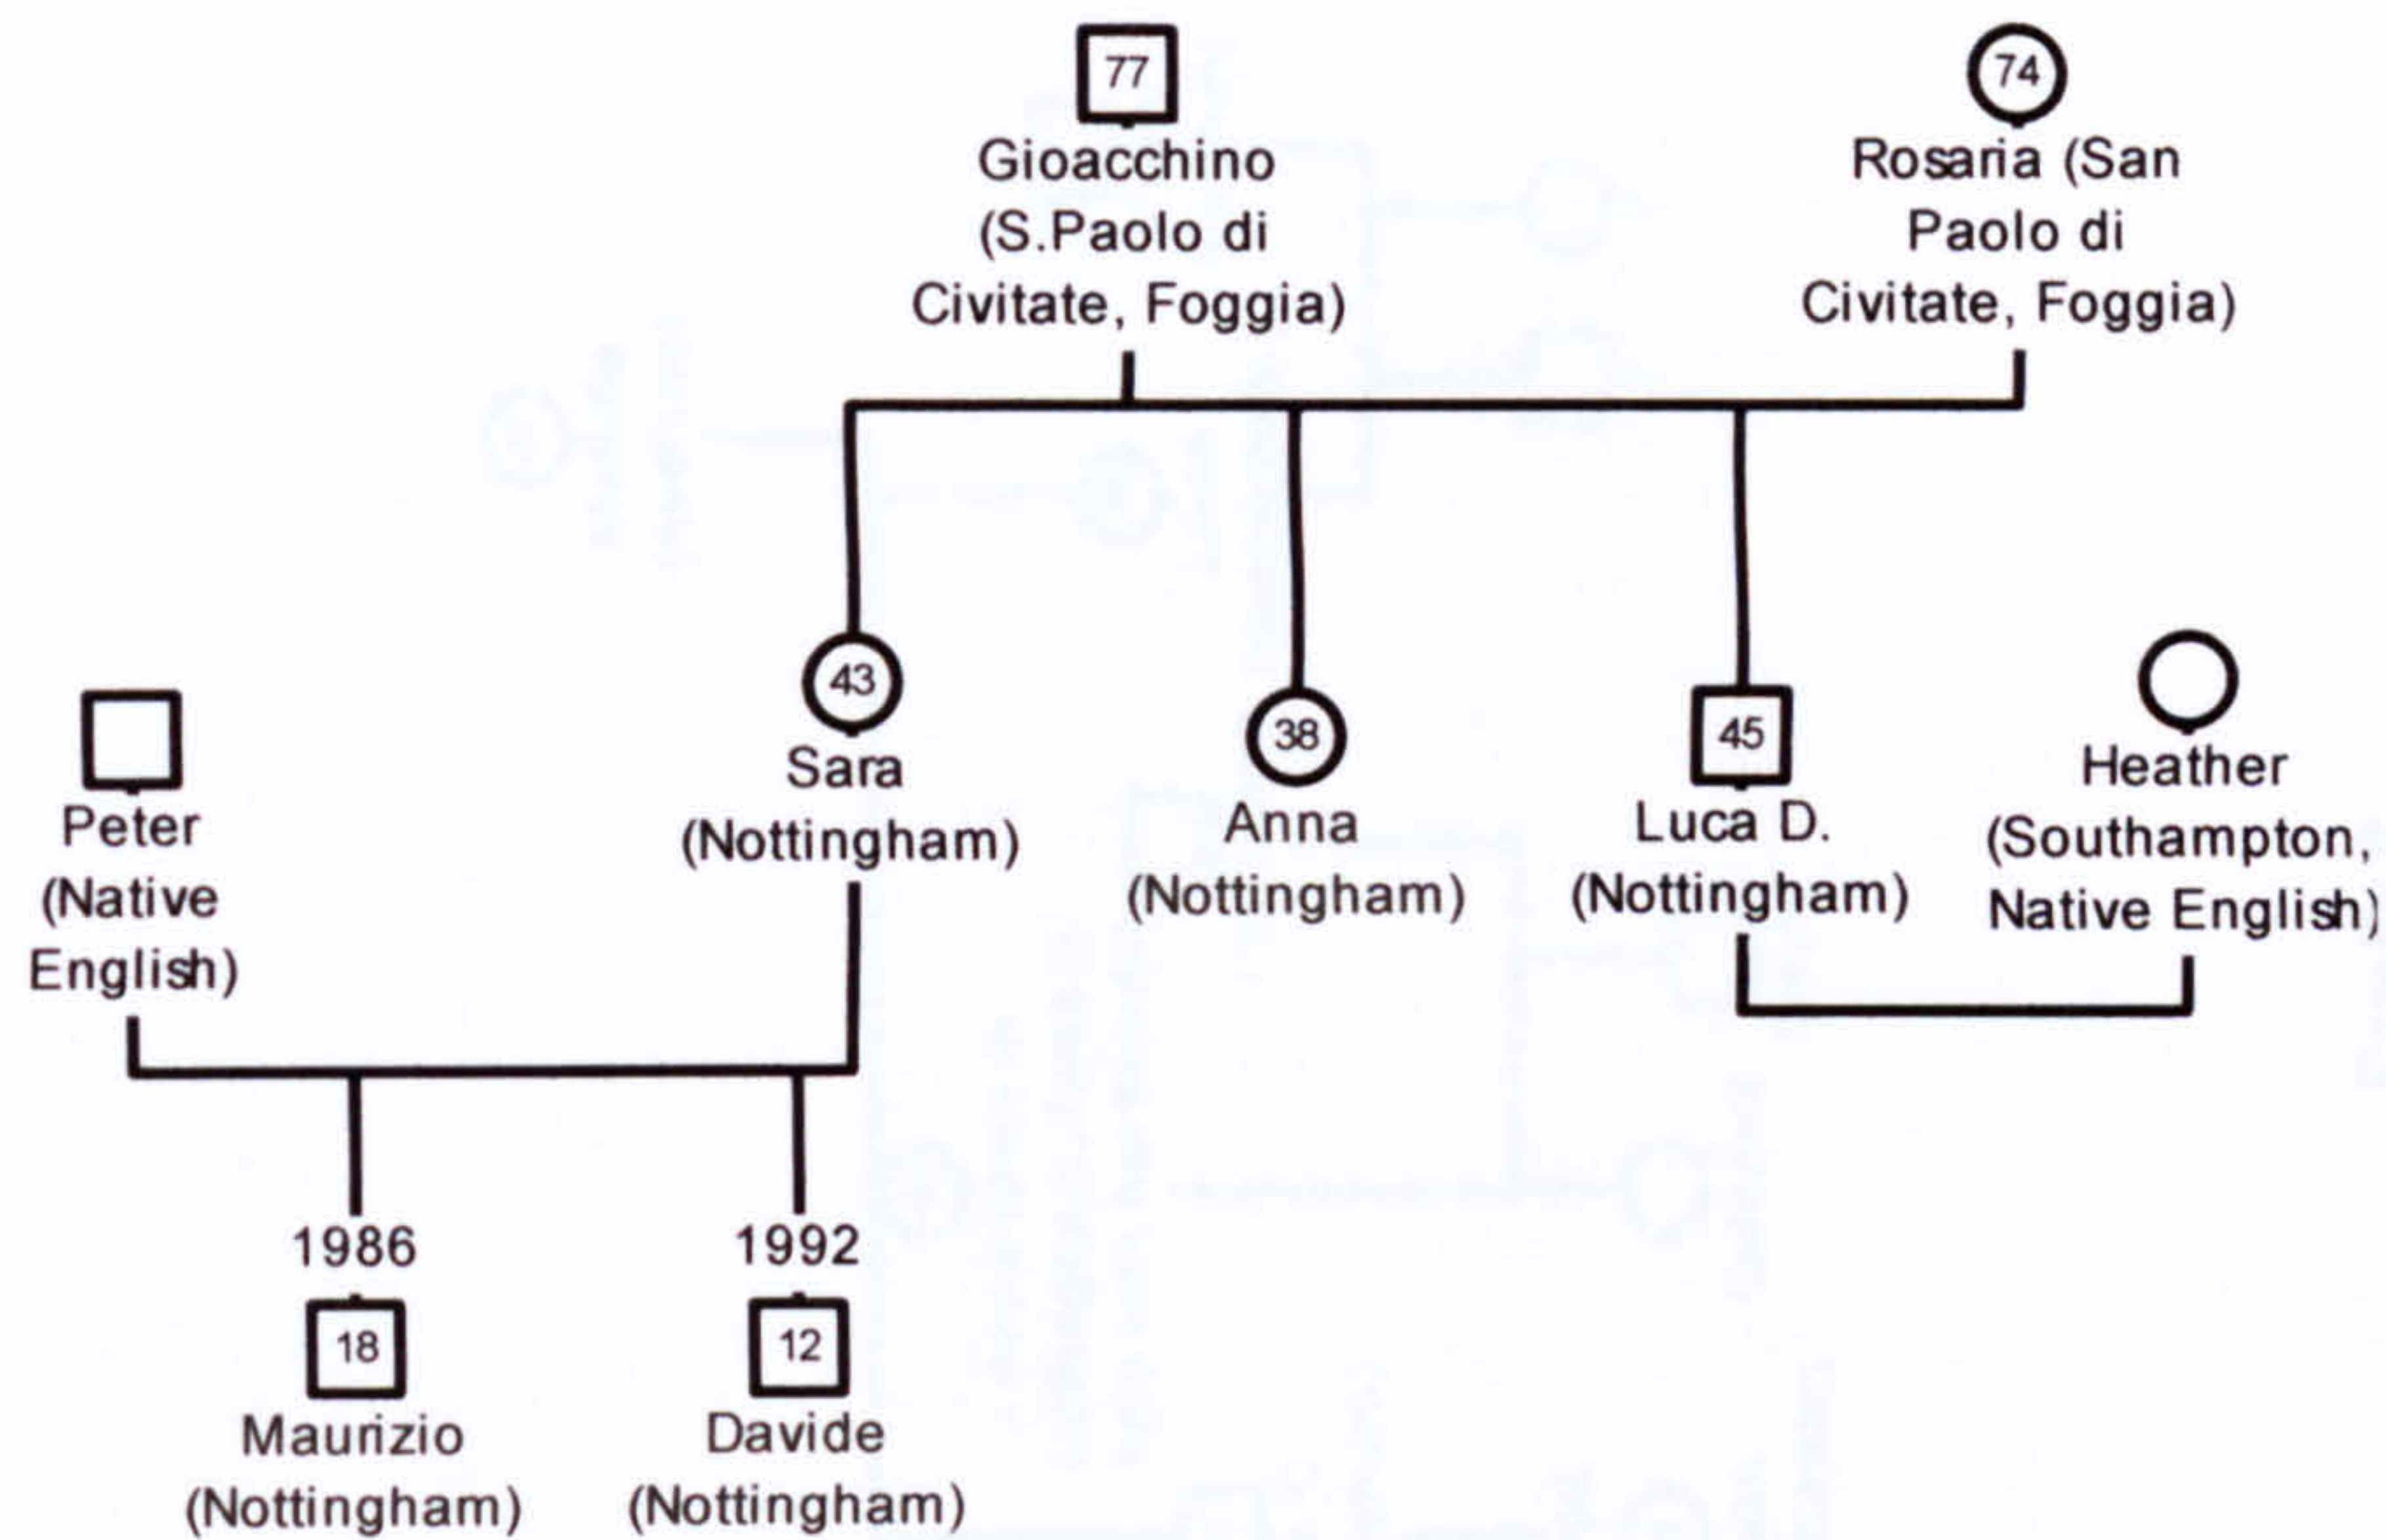 77
Gioacchino
(S.Paolo di
Civitate, Foggia)
74
Rosaria (San
Paolo di
Civitate, Foggia)
Peter
(Native
English)
43
Sara
(Nottingham)
38
Anna
(Nottingham)
45
Luca D.
(Nottingham)
Heather
(Southampton,
Native English)
1986
18
Maurizio
(Nottingham)
1992
12
Davide
(Nottingham)